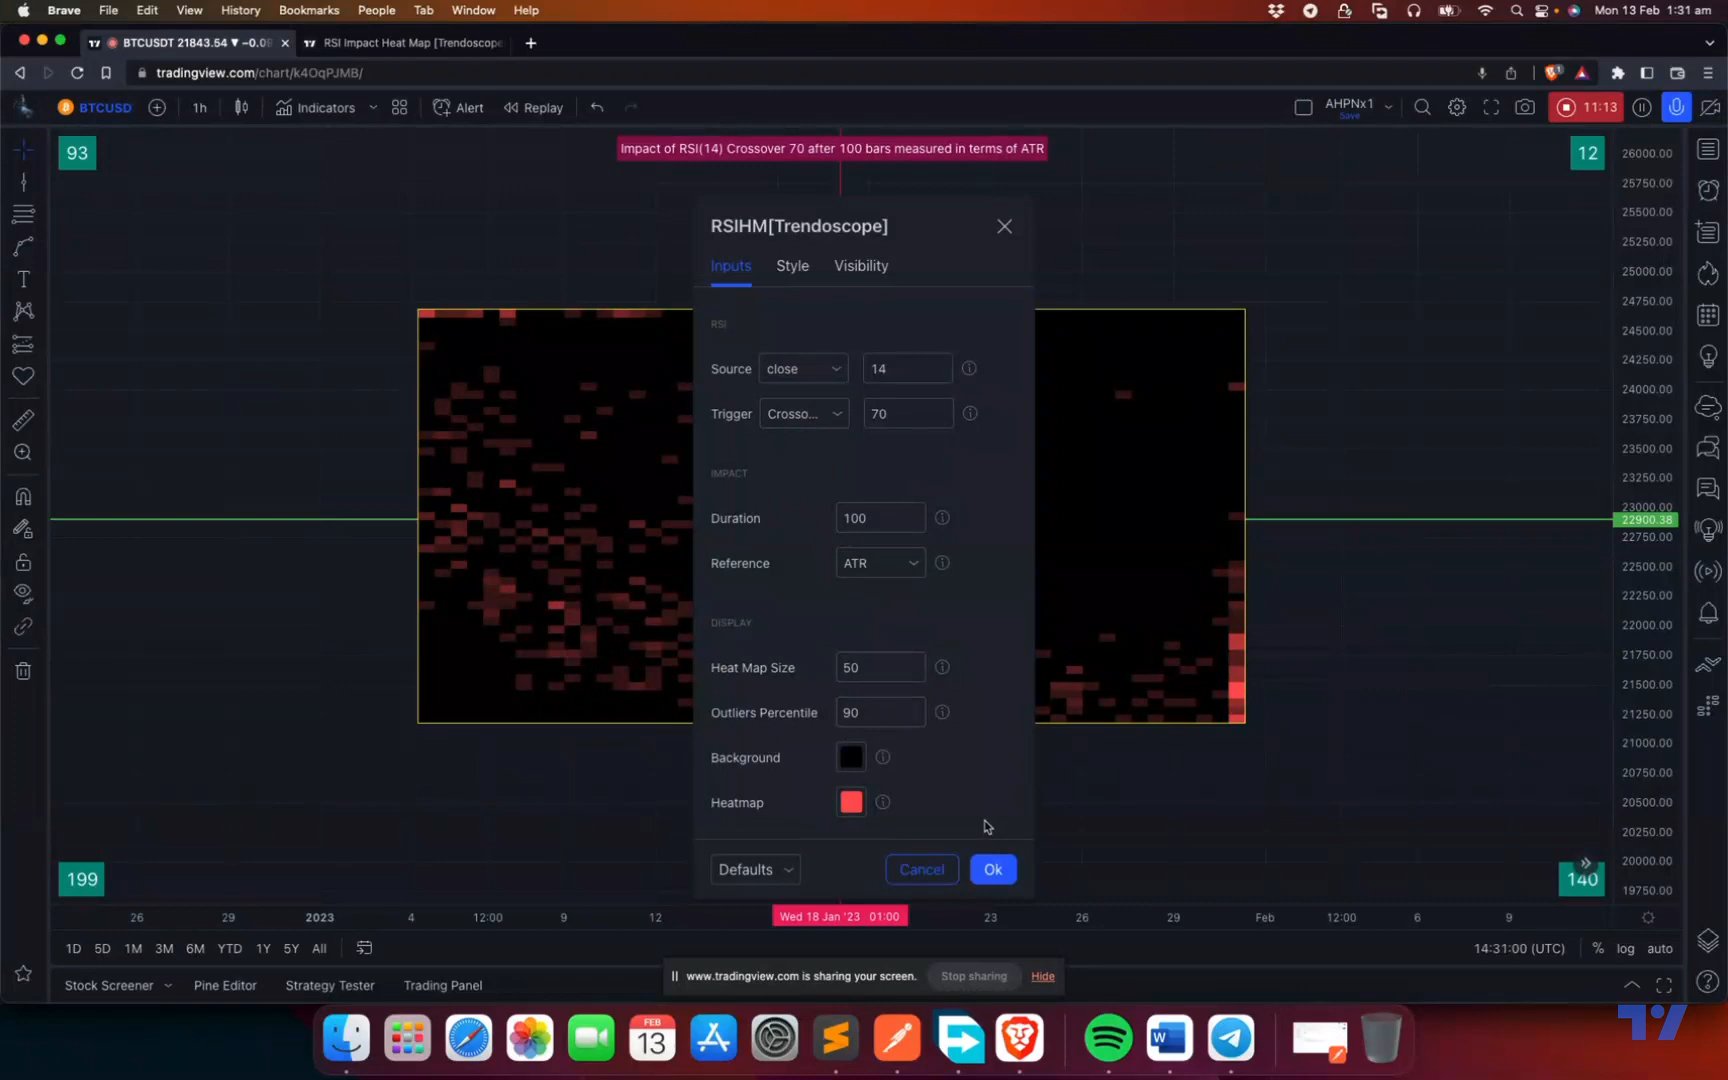 Brave File Edit View History Bookmarks People Tab Window Help Mon 13 Feb 1:31 am
BTCUSDT 21843.54 ▼ −0.0 RSI Impact Heat Map [Trendoscope
tradingview.com/chart/k4OqPJMB/
BTCUSD 1h Indicators Alert Replay AHPNx1 11:13
Save
93
Impact of RSI(14) Crossover 70 after 100 bars measured in terms of ATR
12
26000.00
25750.00
25500.00
25250.00
25000.00
24750.00
24500.00
24250.00
24000.00
23750.00
23500.00
23250.00
23000.00
22900.38
22750.00
22500.00
22250.00
22000.00
21750.00
21500.00
21250.00
21000.00
20750.00
20500.00
20250.00
20000.00
19750.00
RSIHM[Trendoscope]
Inputs Style Visibility
RSI
Source close 14
Trigger Crosso... 70
IMPACT
Duration 100
Reference ATR
DISPLAY
Heat Map Size 50
Outliers Percentile 90
Background
Heatmap
Defaults Cancel Ok
199
140
26 29 2023 4 12:00 9 12 Wed 18 Jan '23 01:00 23 26 29 Feb 12:00 6 9
1D 5D 1M 3M 6M YTD 1Y 5Y All 14:31:00 (UTC) % log auto
www.tradingview.com is sharing your screen. Stop sharing Hide
Stock Screener Pine Editor Strategy Tester Trading Panel
FEB
13